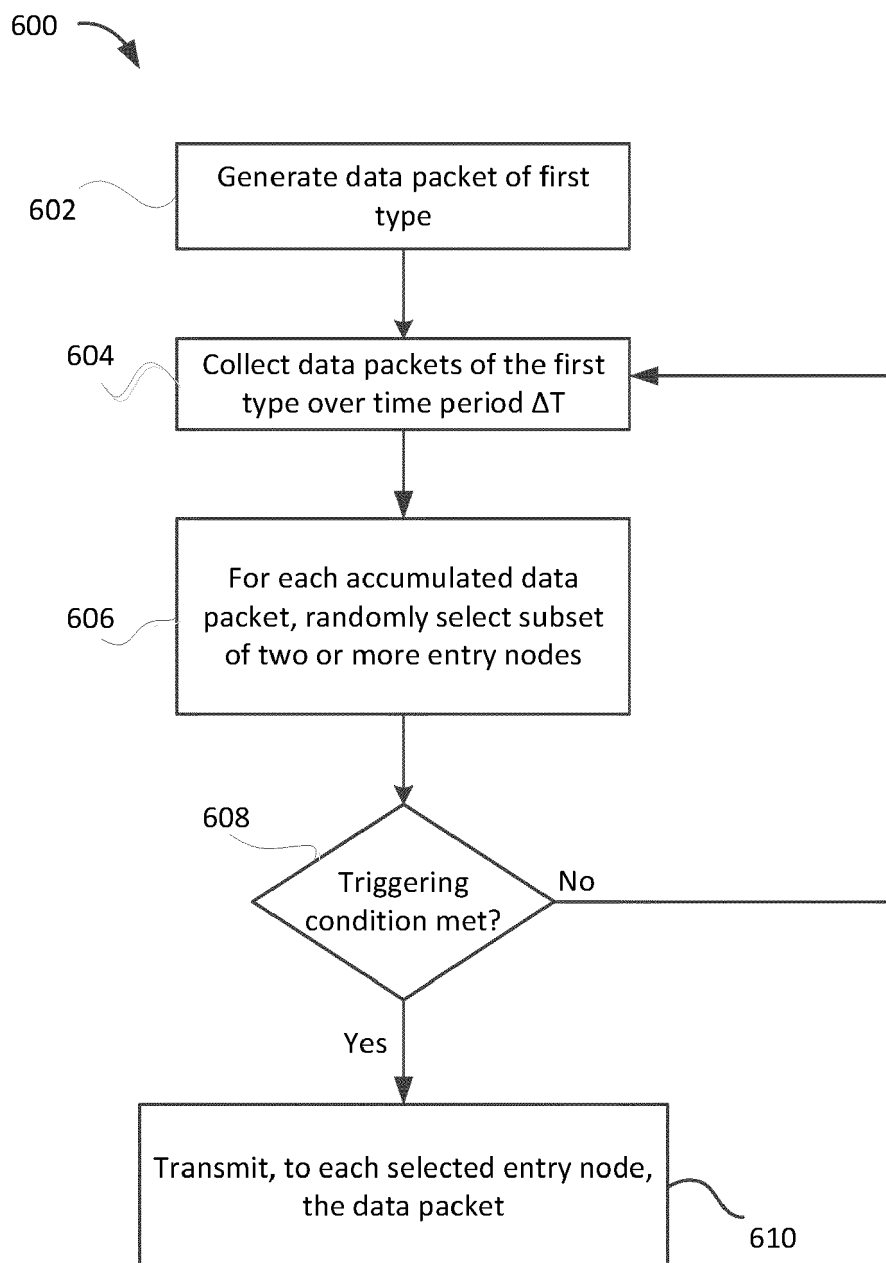 600
Generate data packet of first
type
602
604
Collect data packets of the first
type over time period ΔT
For each accumulated data
packet, randomly select subset
of two or more entry nodes
606
608
Triggering
condition met?
No
Yes
Transmit, to each selected entry node,
the data packet
610